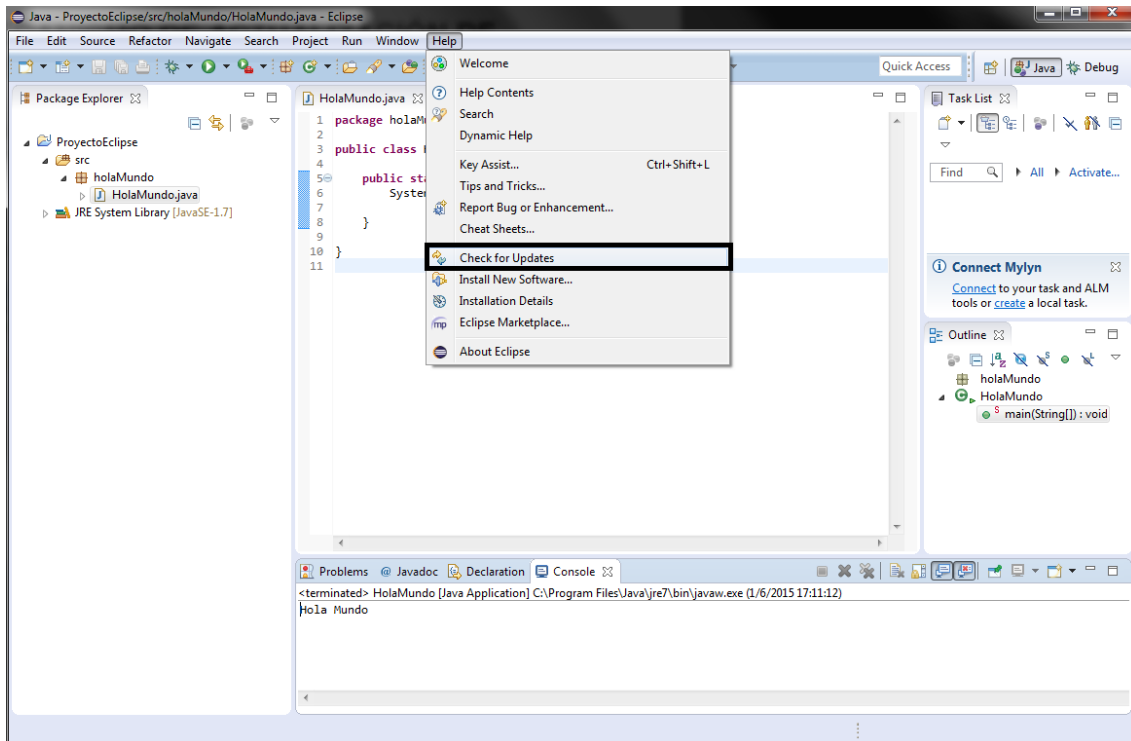 Java - ProyectoEclipse/src/holaMundo/HolaMundo.java - Eclipse
File Edit Source Refactor Navigate Search Project Run Window Help
Quick Access
Java
Debug
Package Explorer
ProyectoEclipse
src
holaMundo
HolaMundo.java
JRE System Library [JavaSE-1.7]
HolaMundo.java
1 package holaM
2
3 public class
4
5 public sta
6 System
7
8 }
9
10 }
11
Welcome
Help Contents
Search
Dynamic Help
Key Assist... Ctrl+Shift+L
Tips and Tricks...
Report Bug or Enhancement...
Cheat Sheets...
Check for Updates
Install New Software...
Installation Details
mp Eclipse Marketplace...
About Eclipse
Task List
Find All Activate...
Connect Mylyn
Connect to your task and ALM
tools or create a local task.
Outline
holaMundo
HolaMundo
main(String[]) : void
Problems @ Javadoc Declaration Console
<terminated> HolaMundo [Java Application] C:\Program Files\Java\jre7\bin\javaw.exe (1/6/2015 17:11:12)
Hola Mundo